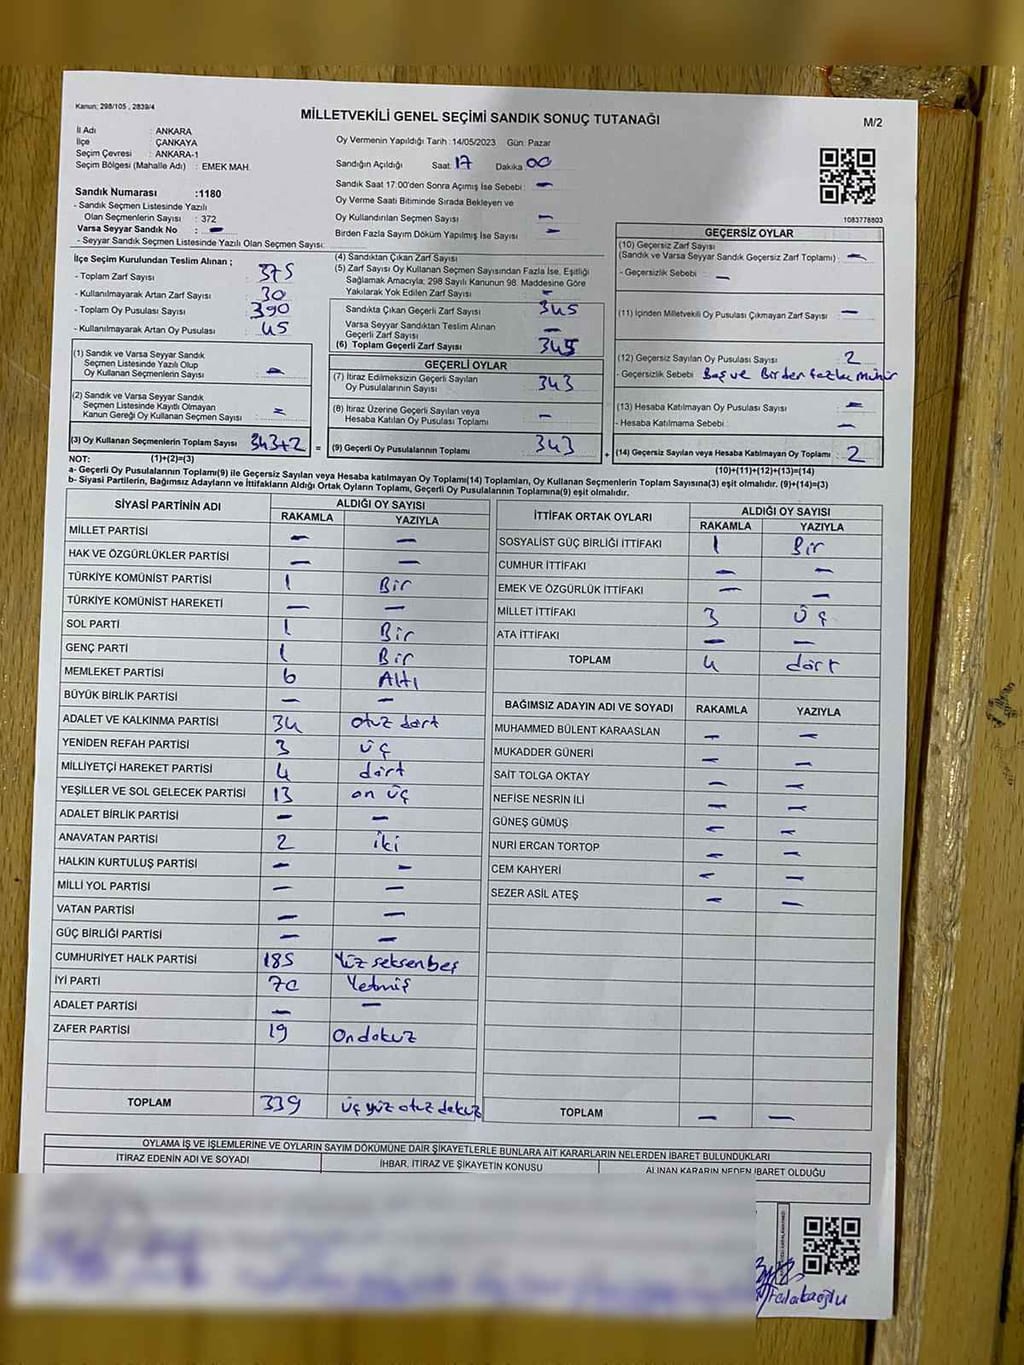 Kanun; 298/105 , 2839/4
MİLLETVEKİLİ GENEL SEÇİMİ SANDIK SONUÇ TUTANAĞI
M/2
İl Adı : ANKARA
İlçe : ÇANKAYA
Seçim Çevresi : ANKARA-1
Seçim Bölgesi (Mahalle Adı) : EMEK MAH.
Oy Vermenin Yapıldığı Tarih : 14/05/2023 Gün: Pazar
Sandığın Açıldığı Saat: 17 Dakika: 00
Sandık Saat 17:00'den Sonra Açımış İse Sebebi : —
Oy Verme Saati Bitiminde Sırada Bekleyen ve
Oy Kullandırılan Seçmen Sayısı : —
Birden Fazla Sayım Döküm Yapılmış İse Sayısı : —
1083778803
Sandık Numarası :1180
- Sandık Seçmen Listesinde Yazılı
Olan Seçmenlerin Sayısı : 372
Varsa Seyyar Sandık No : —
- Seyyar Sandık Seçmen Listesinde Yazılı Olan Seçmen Sayısı:
İlçe Seçim Kurulundan Teslim Alınan ;
- Toplam Zarf Sayısı 375
- Kullanılmayarak Artan Zarf Sayısı 30
- Toplam Oy Pusulası Sayısı 390
- Kullanılmayarak Artan Oy Pusulası 45
(1) Sandık ve Varsa Seyyar Sandık
Seçmen Listesinde Yazılı Olup
Oy Kullanan Seçmenlerin Sayısı : —
(2) Sandık ve Varsa Seyyar Sandık
Seçmen Listesinde Kayıtlı Olmayan
Kanun Gereği Oy Kullanan Seçmen Sayısı —
(3) Oy Kullanan Seçmenlerin Toplam Sayısı 343+2 =
(1)+(2)=(3)
(4) Sandıktan Çıkan Zarf Sayısı
(5) Zarf Sayısı Oy Kullanan Seçmen Sayısından Fazla İse, Eşitliği
Sağlamak Amacıyla; 298 Sayılı Kanunun 98. Maddesine Göre
Yakılarak Yok Edilen Zarf Sayısı —
Sandıkta Çıkan Geçerli Zarf Sayısı 345
Varsa Seyyar Sandıktan Teslim Alınan
Geçerli Zarf Sayısı —
(6) Toplam Geçerli Zarf Sayısı 345
GEÇERLİ OYLAR
(7) İtiraz Edilmeksizin Geçerli Sayılan
Oy Pusulalarının Sayısı 343
(8) İtiraz Üzerine Geçerli Sayılan veya
Hesaba Katılan Oy Pusulası Toplamı —
(9) Geçerli Oy Pusulalarının Toplamı 343 +
GEÇERSİZ OYLAR
(10) Geçersiz Zarf Sayısı
(Sandık ve Varsa Seyyar Sandık Geçersiz Zarf Toplamı) : —
- Geçersizlik Sebebi : —
(11) İçinden Milletvekili Oy Pusulası Çıkmayan Zarf Sayısı —
(12) Geçersiz Sayılan Oy Pusulası Sayısı 2
- Geçersizlik Sebebi : Boş ve Birden fazla mühür
(13) Hesaba Katılmayan Oy Pusulası Sayısı —
- Hesaba Katılmama Sebebi : —
(14) Geçersiz Sayılan veya Hesaba Katılmayan Oy Toplamı 2
(10)+(11)+(12)+(13)=(14)
NOT:
a- Geçerli Oy Pusulalarının Toplamı(9) ile Geçersiz Sayılan veya Hesaba katılmayan Oy Toplamı(14) Toplamları, Oy Kullanan Seçmenlerin Toplam Sayısına(3) eşit olmalıdır. (9)+(14)=(3)
b- Siyasi Partilerin, Bağımsız Adayların ve İttifakların Aldığı Ortak Oyların Toplamı, Geçerli Oy Pusulalarının Toplamına(9) eşit olmalıdır.
SİYASİ PARTİNİN ADI ALDIĞI OY SAYISI
RAKAMLA YAZIYLA
MİLLET PARTİSİ — —
HAK VE ÖZGÜRLÜKLER PARTİSİ — —
TÜRKİYE KOMÜNİST PARTİSİ 1 Bir
TÜRKİYE KOMÜNİST HAREKETİ — —
SOL PARTİ 1 Bir
GENÇ PARTİ 1 Bir
MEMLEKET PARTİSİ 6 Altı
BÜYÜK BİRLİK PARTİSİ — —
ADALET VE KALKINMA PARTİSİ 34 otuz dört
YENİDEN REFAH PARTİSİ 3 üç
MİLLİYETÇİ HAREKET PARTİSİ 4 dört
YEŞİLLER VE SOL GELECEK PARTİSİ 13 on üç
ADALET BİRLİK PARTİSİ — —
ANAVATAN PARTİSİ 2 iki
HALKIN KURTULUŞ PARTİSİ — —
MİLLİ YOL PARTİSİ — —
VATAN PARTİSİ — —
GÜÇ BİRLİĞİ PARTİSİ — —
CUMHURİYET HALK PARTİSİ 185 Yüz seksenbeş
İYİ PARTİ 70 Yetmiş
ADALET PARTİSİ — —
ZAFER PARTİSİ 19 Ondokuz
TOPLAM 339 üç yüz otuz dokuz
İTTİFAK ORTAK OYLARI ALDIĞI OY SAYISI
RAKAMLA YAZIYLA
SOSYALİST GÜÇ BİRLİĞİ İTTİFAKI 1 Bir
CUMHUR İTTİFAKI — —
EMEK VE ÖZGÜRLÜK İTTİFAKI — —
MİLLET İTTİFAKI 3 Üç
ATA İTTİFAKI — —
TOPLAM 4 dört
BAĞIMSIZ ADAYIN ADI VE SOYADI RAKAMLA YAZIYLA
MUHAMMED BÜLENT KARAASLAN — —
MUKADDER GÜNERİ — —
SAİT TOLGA OKTAY — —
NEFİSE NESRİN İLİ — —
GÜNEŞ GÜMÜŞ — —
NURİ ERCAN TORTOP — —
CEM KAHYERİ — —
SEZER ASİL ATEŞ — —
TOPLAM — —
OYLAMA İŞ VE İŞLEMLERİNE VE OYLARIN SAYIM DÖKÜMÜNE DAİR ŞİKAYETLERLE BUNLARA AİT KARARLARIN NELERDEN İBARET BULUNDUKLARI
İTİRAZ EDENİN ADI VE SOYADI İHBAR, İTİRAZ VE ŞİKAYETİN KONUSU ALINAN KARARIN NEDEN İBARET OLDUĞU